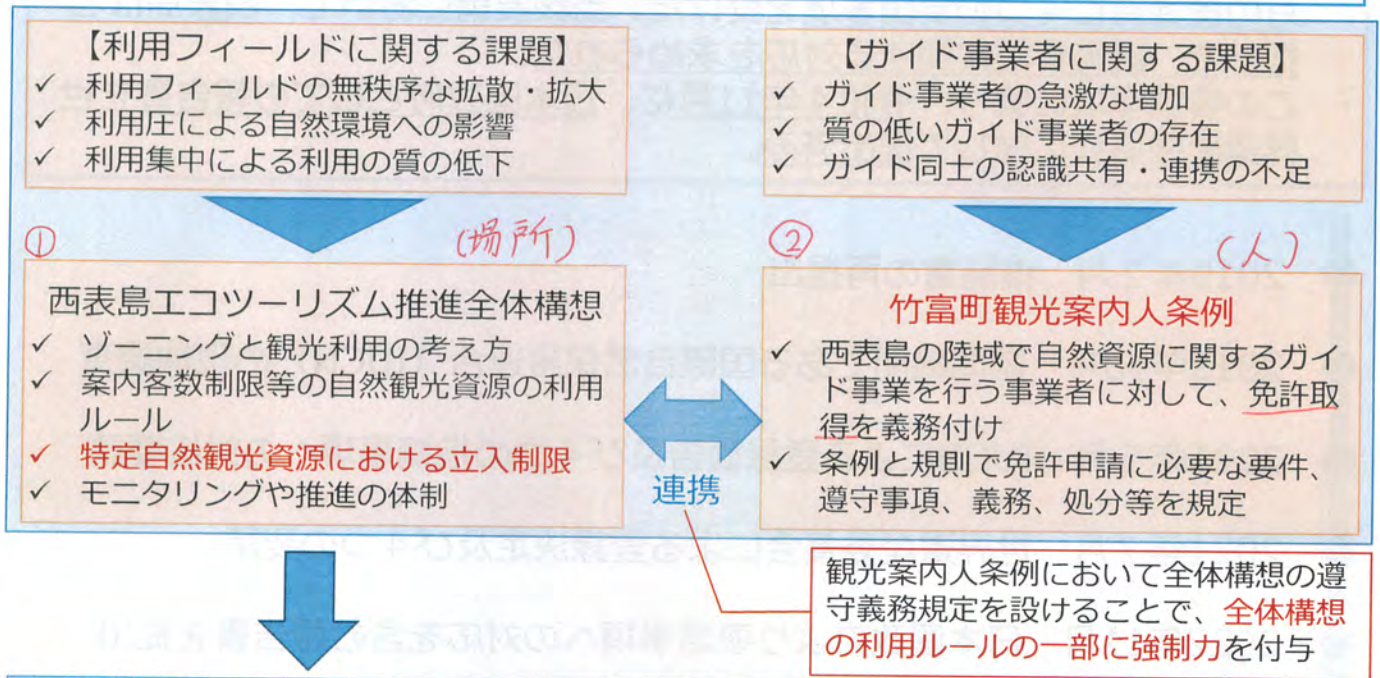 【利用フィールドに関する課題】
✓ 利用フィールドの無秩序な拡散・拡大
✓ 利用圧による自然環境への影響
✓ 利用集中による利用の質の低下
【ガイド事業者に関する課題】
✓ ガイド事業者の急激な増加
✓ 質の低いガイド事業者の存在
✓ ガイド同士の認識共有・連携の不足
① (場所)
② (人)
西表島エコツーリズム推進全体構想
✓ ゾーニングと観光利用の考え方
✓ 案内客数制限等の自然観光資源の利用
ルール
✓ 特定自然観光資源における立入制限
✓ モニタリングや推進の体制
連携
竹富町観光案内人条例
✓ 西表島の陸域で自然資源に関するガイ
ド事業を行う事業者に対して、免許取
得を義務付け
✓ 条例と規則で免許申請に必要な要件、
遵守事項、義務、処分等を規定
観光案内人条例において全体構想の遵
守義務規定を設けることで、全体構想
の利用ルールの一部に強制力を付与